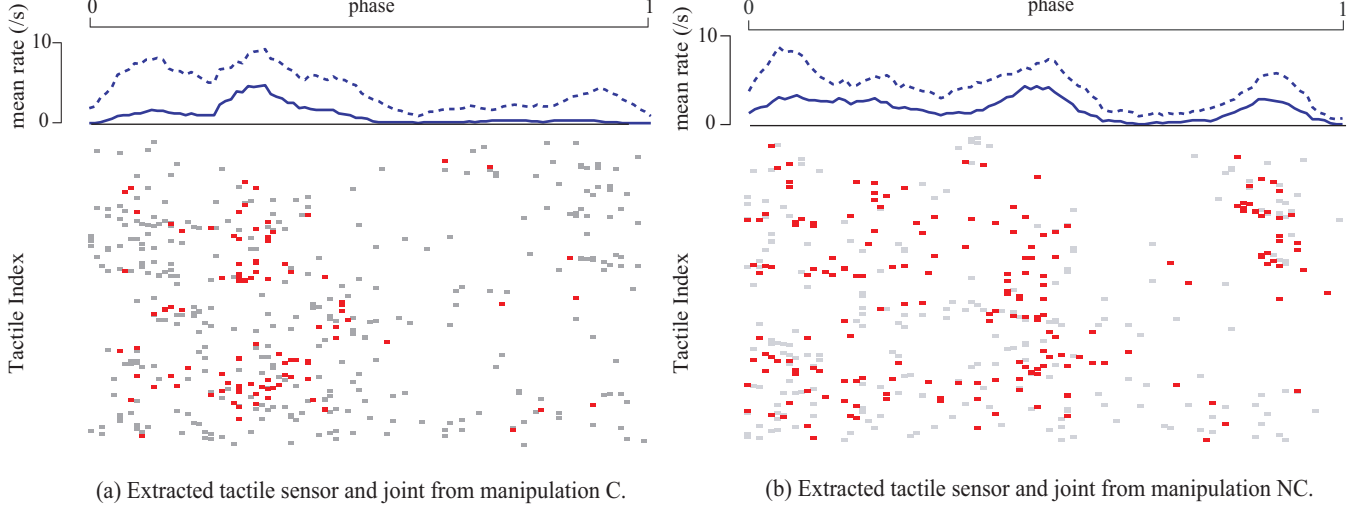 0 phase 1
mean rate (/s)
10
0
Tactile Index
(a) Extracted tactile sensor and joint from manipulation C.
0 phase 1
mean rate (/s)
10
0
Tactile Index
(b) Extracted tactile sensor and joint from manipulation NC.